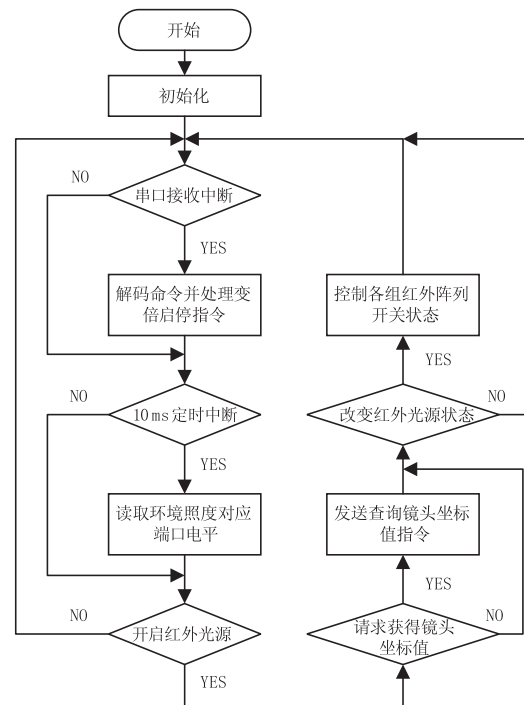 开始
初始化
NO
串口接收中断
YES
解码命令并处理变
倍启停指令
NO
10 ms 定时中断
YES
读取环境照度对应
端口电平
NO
开启红外光源
YES
控制各组红外阵列
开关状态
YES
改变红外光源状态
NO
发送查询镜头坐标
值指令
YES
请求获得镜头
坐标值
NO